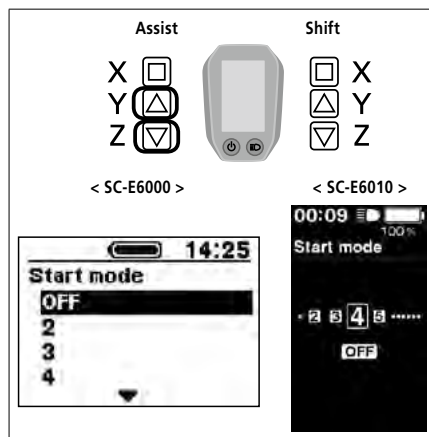 Assist Shift
X X
Y Y
Z Z
< SC-E6000 >
14:25
Start mode
OFF
2
3
4
< SC-E6010 >
00:09
100%
Start mode
2 3 4 5
OFF